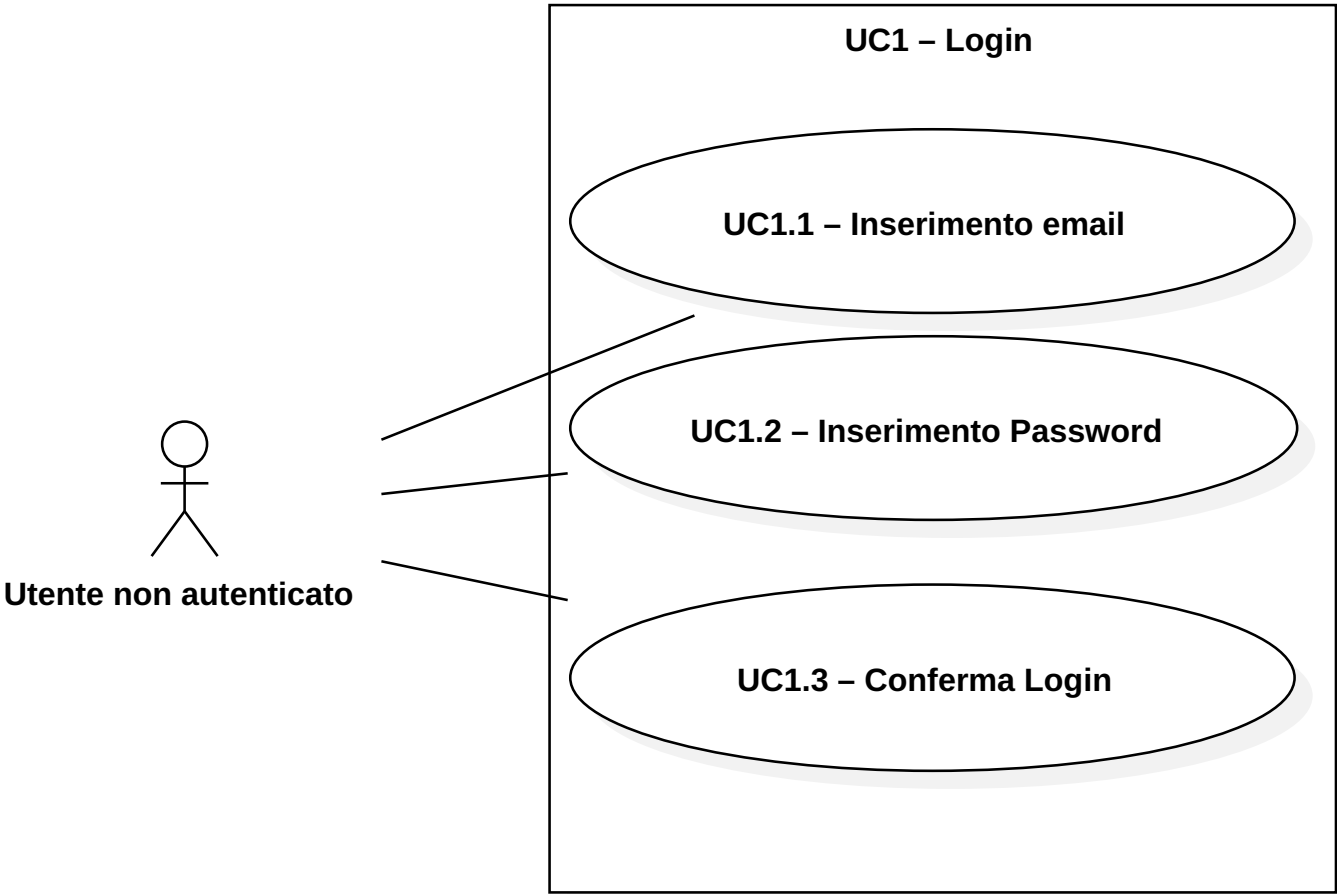 UC1 – Login
UC1.1 – Inserimento email
UC1.2 – Inserimento Password
Utente non autenticato
UC1.3 – Conferma Login